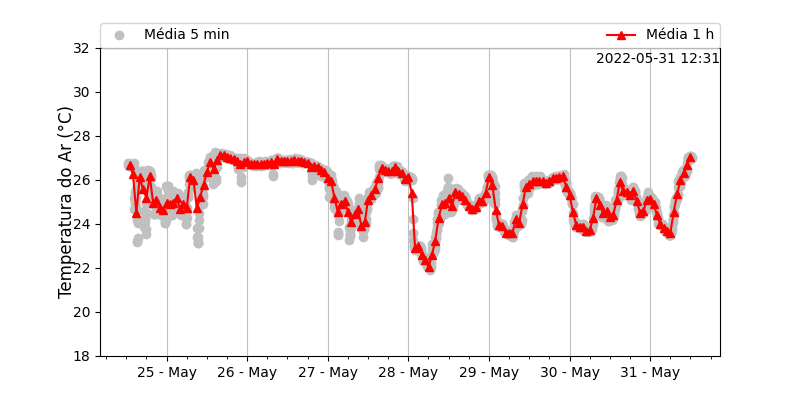 Média 5 min
Média 1 h
2022-05-31 12:31
Temperatura do Ar (°C)
32
30
28
26
24
22
20
18
25 - May
26 - May
27 - May
28 - May
29 - May
30 - May
31 - May